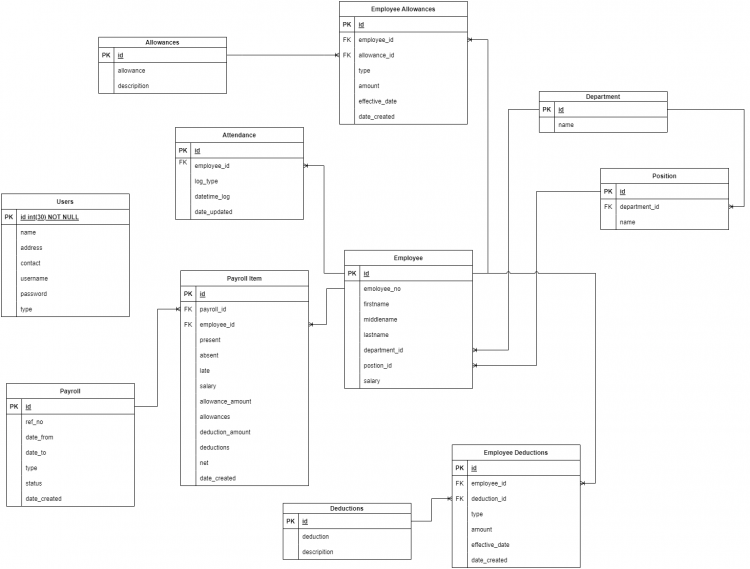 Employee Allowances
PK id
FK employee_id
FK allowance_id
type
amount
effective_date
date_created
Allowances
PK id
allowance
descripition
Department
PK id
name
Attendance
PK id
FK employee_id
log_type
datetime_log
date_updated
Position
PK id
FK department_id
name
Users
PK id int(30) NOT NULL
name
address
contact
username
password
type
Employee
PK id
emoloyee_no
firstname
middlename
lastname
department_id
postion_id
salary
Payroll Item
PK id
FK payroll_id
FK employee_id
present
absent
late
salary
allowance_amount
allowances
deduction_amount
deductions
net
date_created
Payroll
PK id
ref_no
date_from
date_to
type
status
date_created
Employee Deductions
PK id
FK employee_id
FK deduction_id
type
amount
effective_date
date_created
Deductions
PK id
deduction
descripition